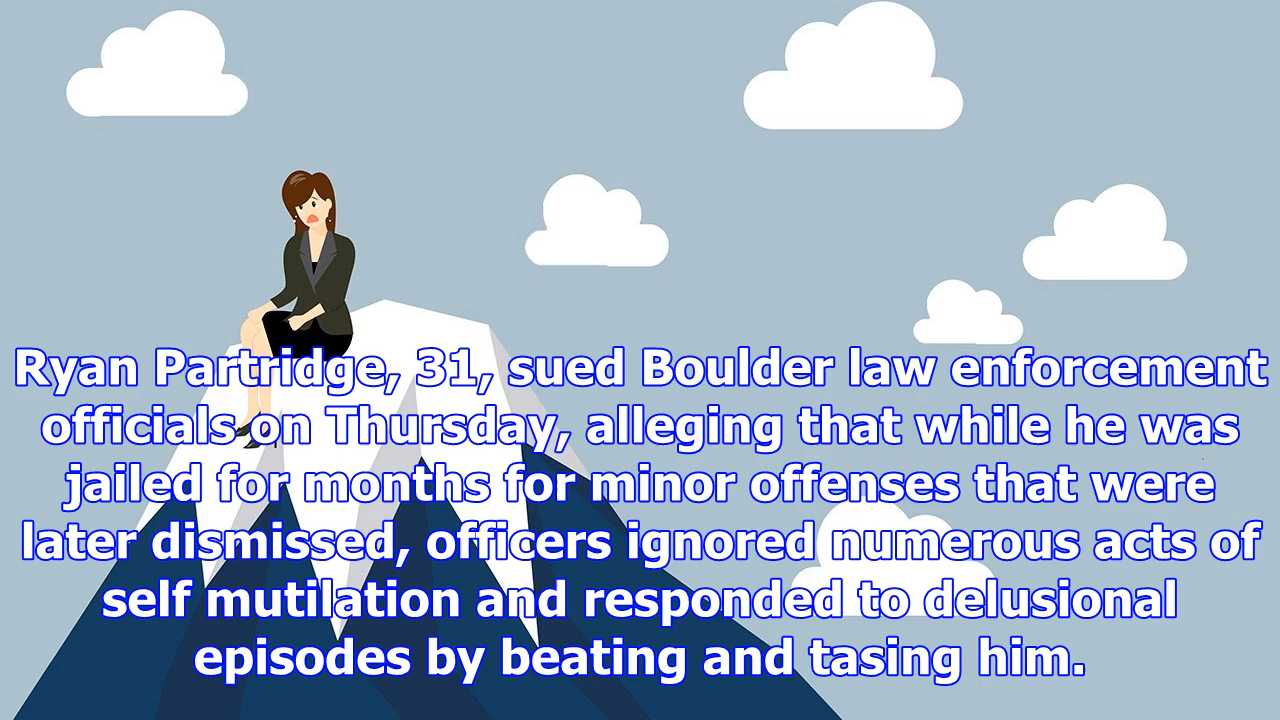 Ryan Partridge, 31, sued Boulder law enforcement
officials on Thursday, alleging that while he was
jailed for months for minor offenses that were
later dismissed, officers ignored numerous acts of
self mutilation and responded to delusional
episodes by beating and tasing him.